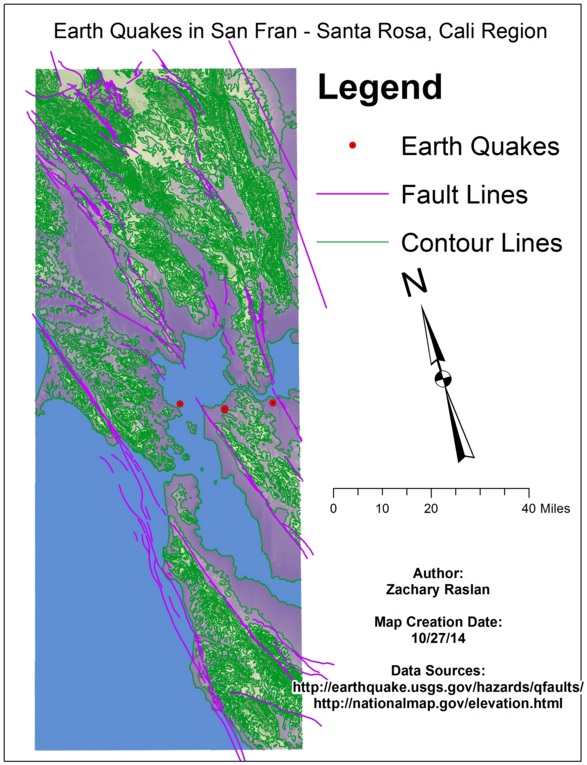 Earth Quakes in San Fran - Santa Rosa, Cali Region
Legend
Earth Quakes
Fault Lines
Contour Lines
N
0 10 20 40 Miles
Author:
Zachary Raslan
Map Creation Date:
10/27/14
Data Sources:
http://earthquake.usgs.gov/hazards/qfaults/
http://nationalmap.gov/elevation.html